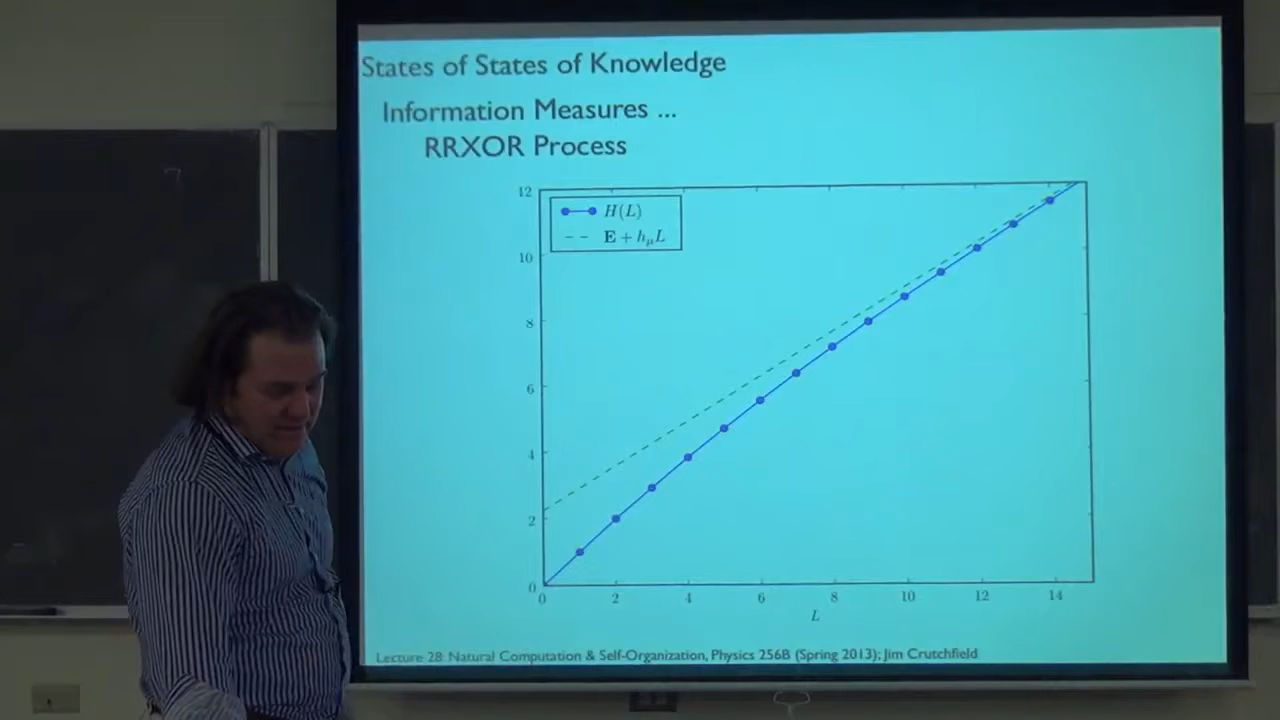 States of States of Knowledge
Information Measures ...
RRXOR Process
12
10
8
6
4
2
0
H(L)
E + hμL
0 2 4 6 8 10 12 14
L
Lecture 28: Natural Computation & Self-Organization, Physics 256B (Spring 2013); Jim Crutchfield